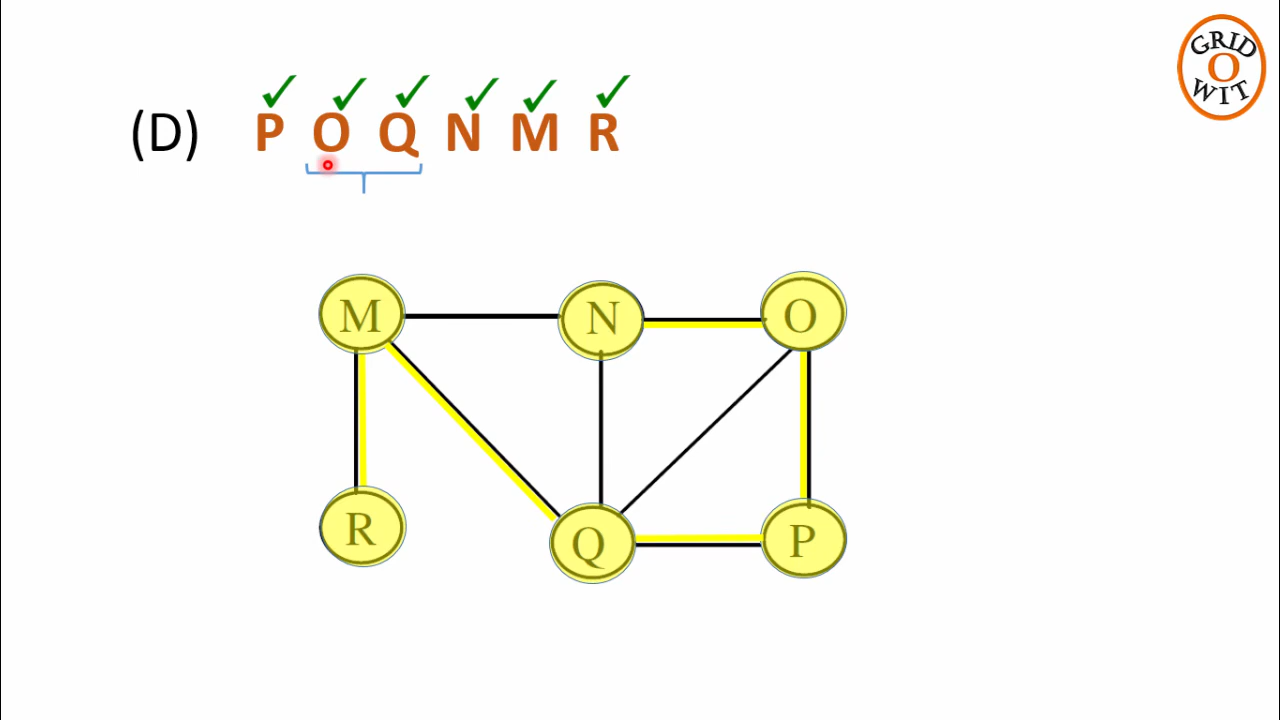 GRID
O
WIT
(D) P O Q N M R
M N O
R Q P